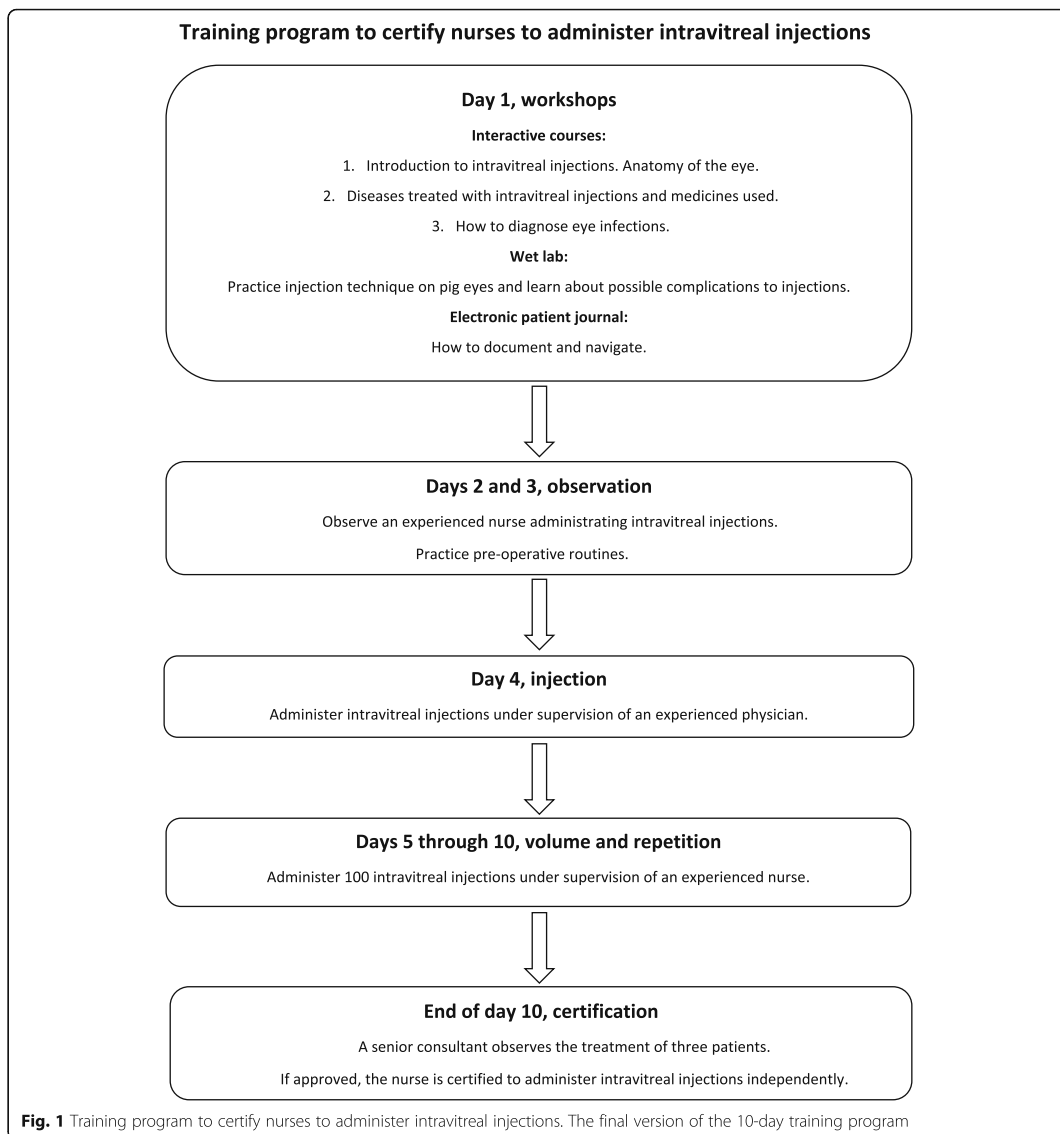 Training program to certify nurses to administer intravitreal injections
Day 1, workshops
Interactive courses:
1. Introduction to intravitreal injections. Anatomy of the eye.
2. Diseases treated with intravitreal injections and medicines used.
3. How to diagnose eye infections.
Wet lab:
Practice injection technique on pig eyes and learn about possible complications to injections.
Electronic patient journal:
How to document and navigate.
Days 2 and 3, observation
Observe an experienced nurse administrating intravitreal injections.
Practice pre-operative routines.
Day 4, injection
Administer intravitreal injections under supervision of an experienced physician.
Days 5 through 10, volume and repetition
Administer 100 intravitreal injections under supervision of an experienced nurse.
End of day 10, certification
A senior consultant observes the treatment of three patients.
If approved, the nurse is certified to administer intravitreal injections independently.
Fig. 1 Training program to certify nurses to administer intravitreal injections. The final version of the 10-day training program